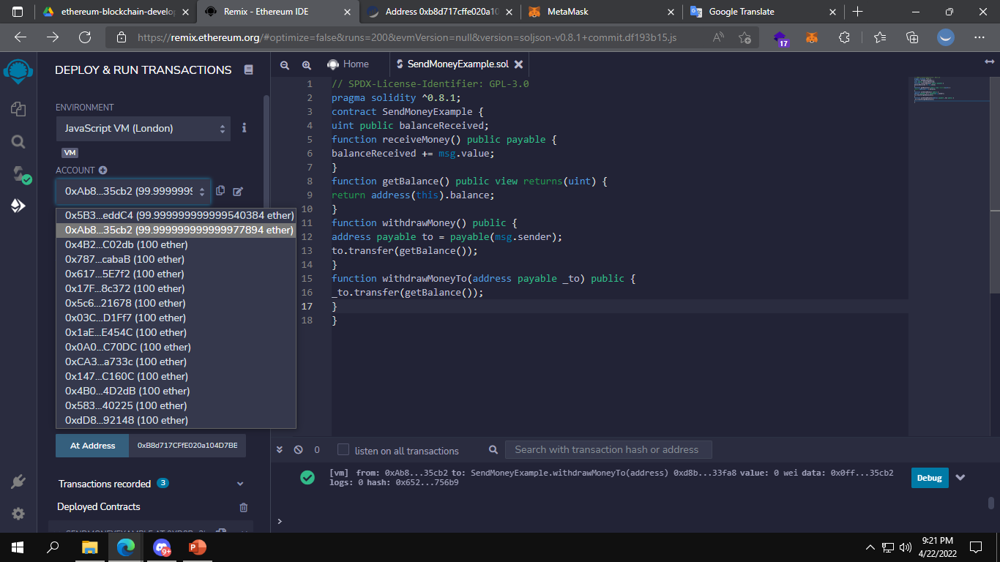 ethereum-blockchain-develo
Remix - Ethereum IDE
Address 0xb8d717cffe020a10
MetaMask
Google Translate
https://remix.ethereum.org/#optimize=false&runs=200&evmVersion=null&version=soljson-v0.8.1+commit.df193b15.js
17
DEPLOY & RUN TRANSACTIONS
ENVIRONMENT
JavaScript VM (London)
VM
ACCOUNT
0xAb8...35cb2 (99.9999999
0x5B3...eddC4 (99.999999999999540384 ether)
0xAb8...35cb2 (99.999999999999977894 ether)
0x4B2...C02db (100 ether)
0x787...cabaB (100 ether)
0x617...5E7f2 (100 ether)
0x17F...8c372 (100 ether)
0x5c6...21678 (100 ether)
0x03C...D1Ff7 (100 ether)
0x1aE...E454C (100 ether)
0x0A0...C70DC (100 ether)
0xCA3...a733c (100 ether)
0x147...C160C (100 ether)
0x4B0...4D2dB (100 ether)
0x583...40225 (100 ether)
0xdD8...92148 (100 ether)
At Address
0xB8d717CFfE020a104D7BE
Transactions recorded 3
Deployed Contracts
Home
SendMoneyExample.sol
1 // SPDX-License-Identifier: GPL-3.0
2 pragma solidity ^0.8.1;
3 contract SendMoneyExample {
4 uint public balanceReceived;
5 function receiveMoney() public payable {
6 balanceReceived += msg.value;
7 }
8 function getBalance() public view returns(uint) {
9 return address(this).balance;
10 }
11 function withdrawMoney() public {
12 address payable to = payable(msg.sender);
13 to.transfer(getBalance());
14 }
15 function withdrawMoneyTo(address payable _to) public {
16 _to.transfer(getBalance());
17 }
18 }
0
listen on all transactions
Search with transaction hash or address
[vm] from: 0xAb8...35cb2 to: SendMoneyExample.withdrawMoneyTo(address) 0xd8b...33fa8 value: 0 wei data: 0x0ff...35cb2
logs: 0 hash: 0x652...756b9
Debug
>
9+
9:21 PM
4/22/2022